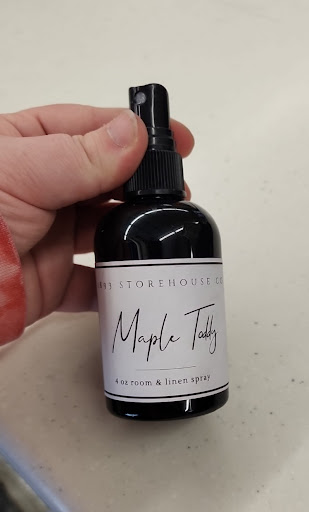 STOREHOUSE CO
Maple Toddy
4 oz room & linen spray